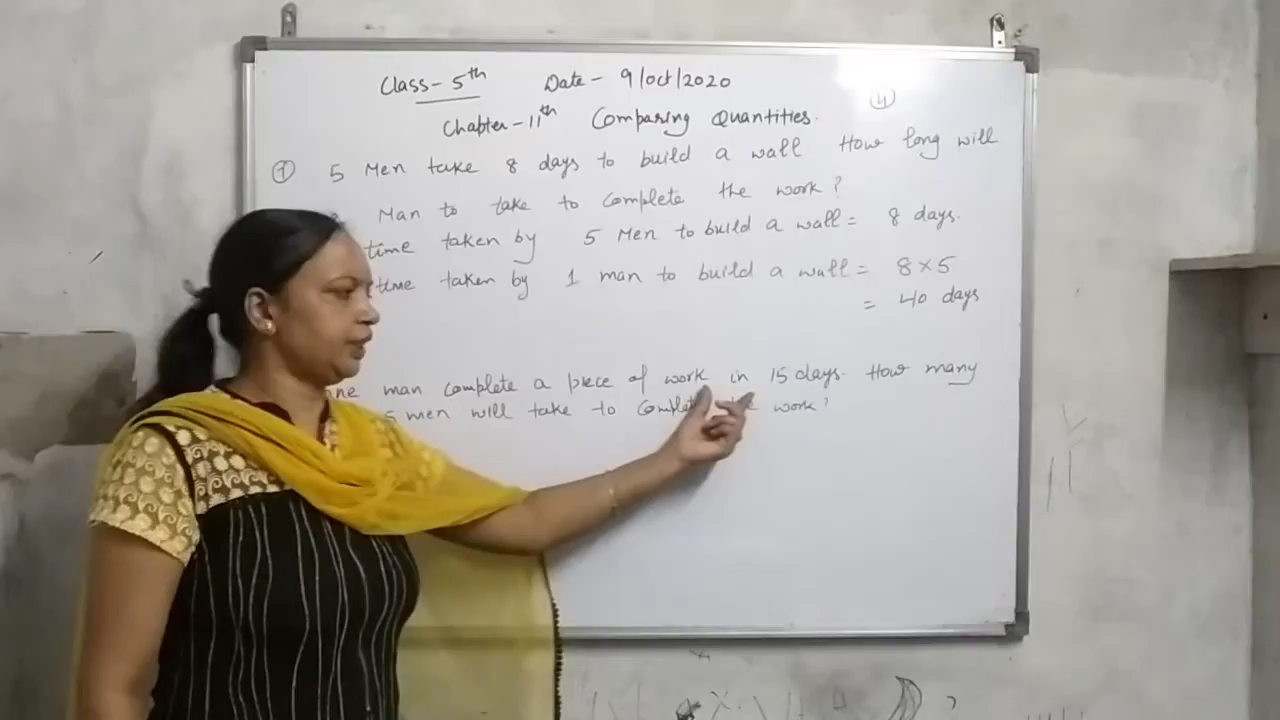 Class- 5th Date- 9/Oct/2020
4
Chapter-11th Comparing Quantities.
1 5 Men take 8 days to build a wall How long will
Man to take to complete the work?
time taken by 5 Men to build a wall = 8 days.
time taken by 1 man to build a wall = 8×5
= 40 days
man complete a piece of work in 15 days. How many
5 men will take to the work?